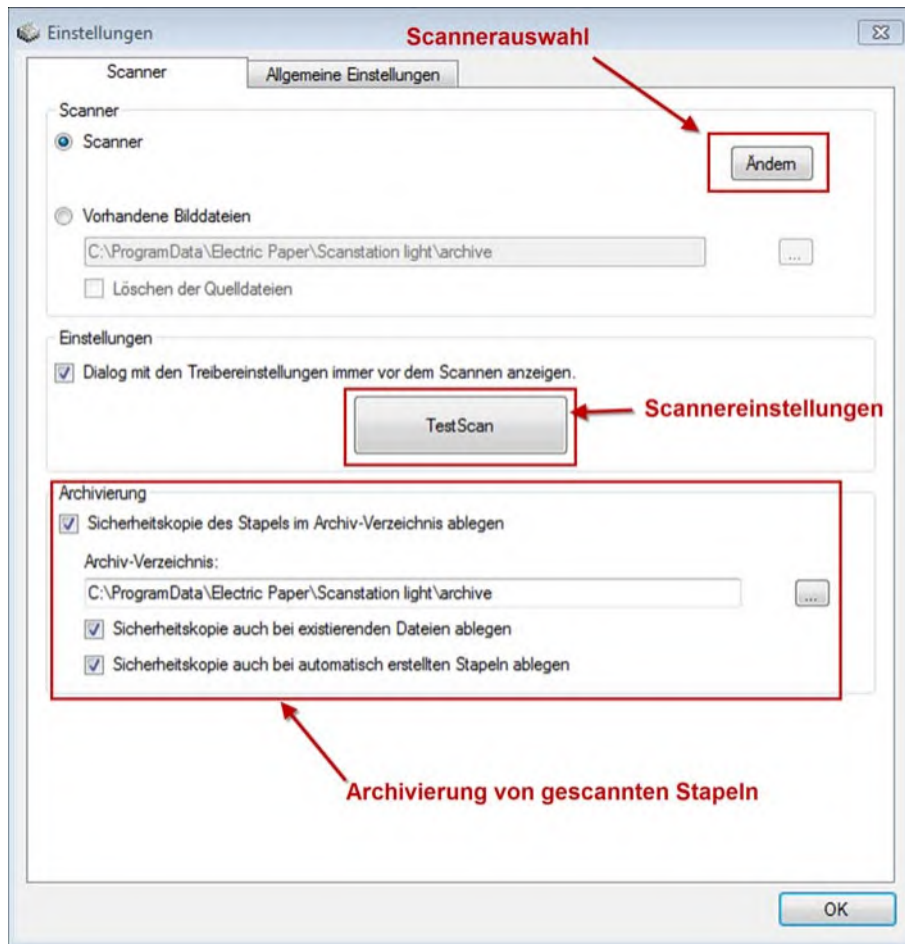 Einstellungen
Scannerauswahl
Scanner
Allgemeine Einstellungen
Scanner
Scanner
Ändern
Vorhandene Bilddateien
C:\ProgramData\Electric Paper\Scanstation light\archive
...
Löschen der Quelldateien
Einstellungen
Dialog mit den Treibereinstellungen immer vor dem Scannen anzeigen.
TestScan
Scannereinstellungen
Archivierung
Sicherheitskopie des Stapels im Archiv-Verzeichnis ablegen
Archiv-Verzeichnis:
C:\ProgramData\Electric Paper\Scanstation light\archive
...
Sicherheitskopie auch bei existierenden Dateien ablegen
Sicherheitskopie auch bei automatisch erstellten Stapeln ablegen
Archivierung von gescannten Stapeln
OK